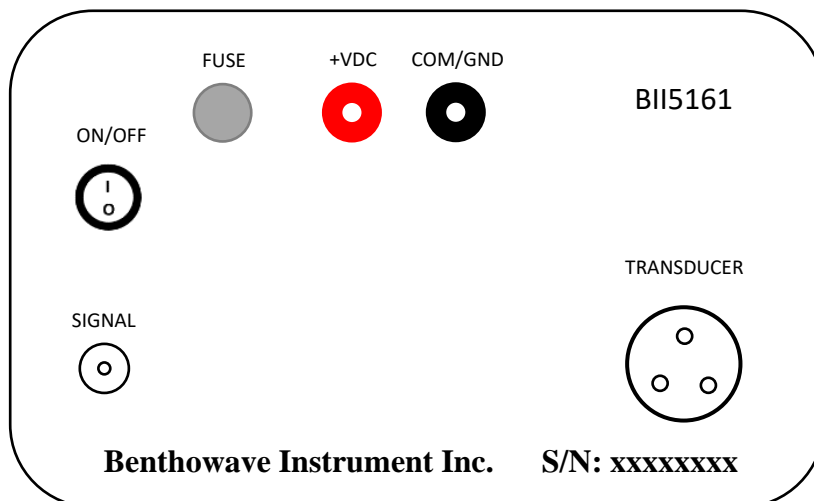 FUSE +VDC COM/GND
BII5161
ON/OFF
I
O
TRANSDUCER
SIGNAL
Benthowave Instrument Inc. S/N: xxxxxxxx